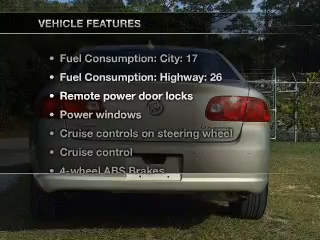 VEHICLE FEATURES
• Fuel Consumption: City: 17
• Fuel Consumption: Highway: 26
• Remote power door locks
• Power windows
• Cruise controls on steering wheel
• Cruise control
• 4-wheel ABS Brakes